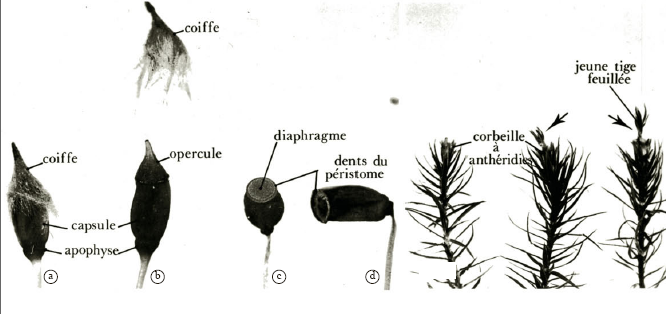 coiffe
jeune tige
feuillée
coiffe
opercule
diaphragme
dents du
péristome
corbeille
à
anthéridies
capsule
apophyse
a
b
c
d